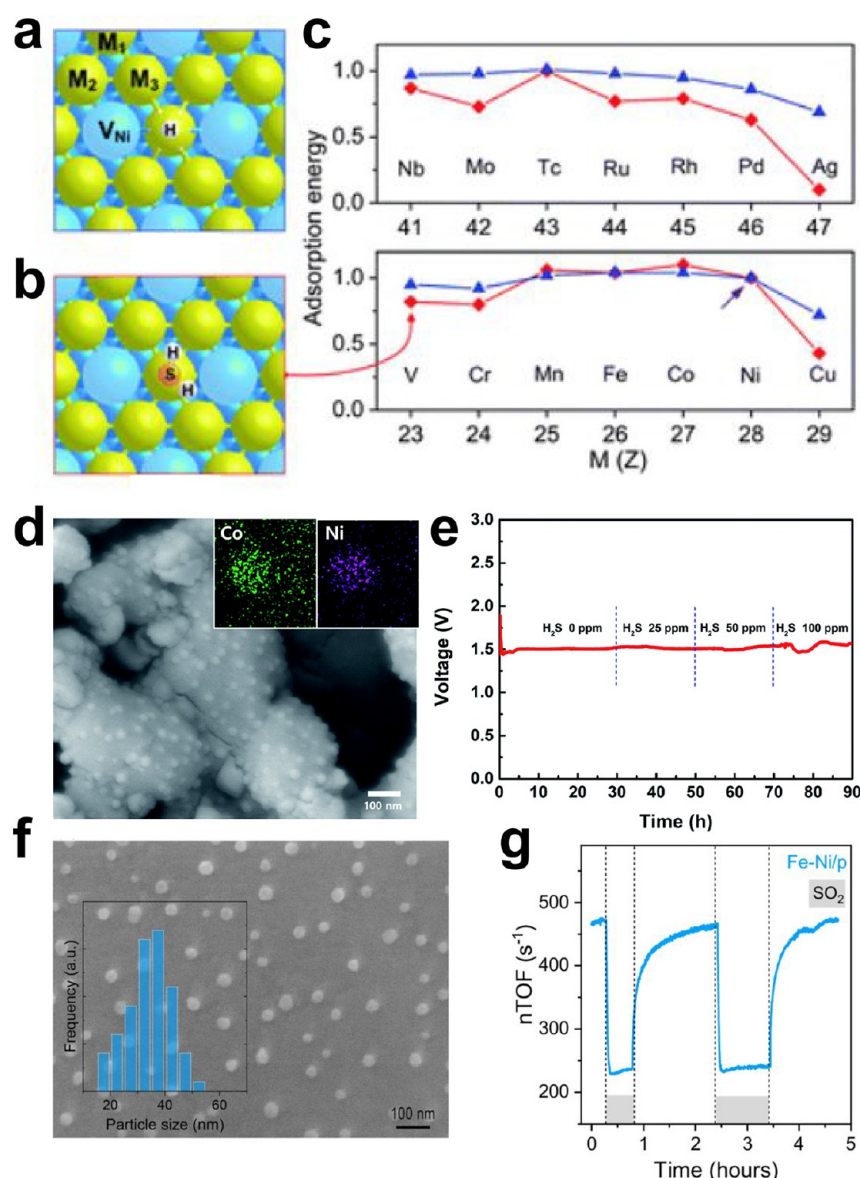 a
M1
M2 M3
VNi H
b
H
S
H
c
Adsorption energy
1.0
0.5
0.0
Nb Mo Tc Ru Rh Pd Ag
41 42 43 44 45 46 47
1.0
0.5
0.0
V Cr Mn Fe Co Ni Cu
23 24 25 26 27 28 29
M (Z)
d
Co Ni
100 nm
e
Voltage (V)
3.0
2.5
2.0
1.5
1.0
0.5
0.0
H2S 0 ppm H2S 25 ppm H2S 50 ppm H2S 100 ppm
0 10 20 30 40 50 60 70 80 90
Time (h)
f
Frequency (a.u.)
20 40 60
Particle size (nm)
100 nm
g
Fe-Ni/p
SO2
nTOF (s-1)
500
400
300
200
0 1 2 3 4 5
Time (hours)